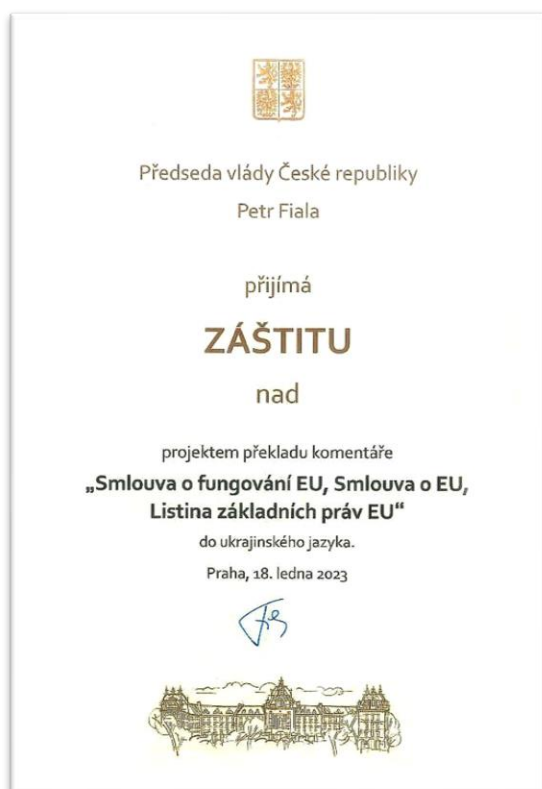 Předseda vlády České republiky
Petr Fiala
přijímá
ZÁŠTITU
nad
projektem překladu komentáře
„Smlouva o fungování EU, Smlouva o EU,
Listina základních práv EU“
do ukrajinského jazyka.
Praha, 18. ledna 2023